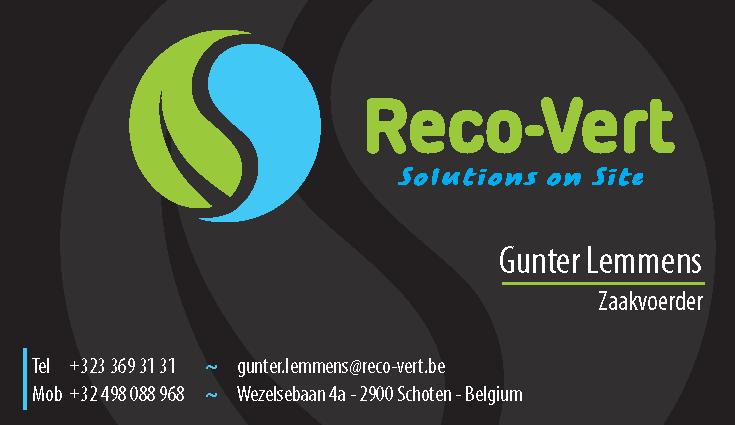 Reco-Vert
Solutions on Site
Gunter Lemmens
Zaakvoerder
Tel +323 369 31 31 ~ gunter.lemmens@reco-vert.be
Mob +32 498 088 968 ~ Wezelsebaan 4a - 2900 Schoten - Belgium